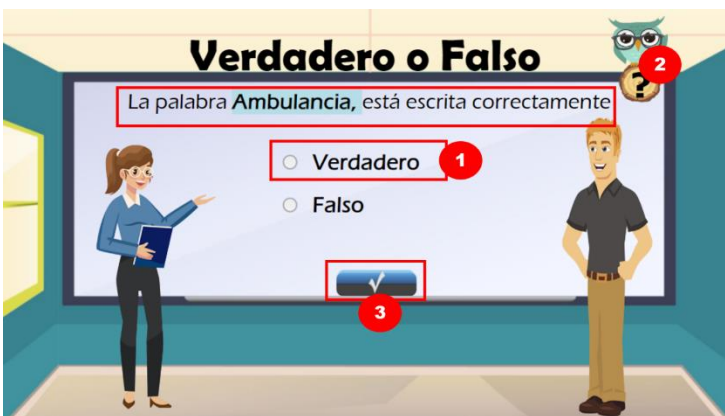 Verdadero o Falso
2
?
La palabra Ambulancia, está escrita correctamente
Verdadero
1
Falso
3